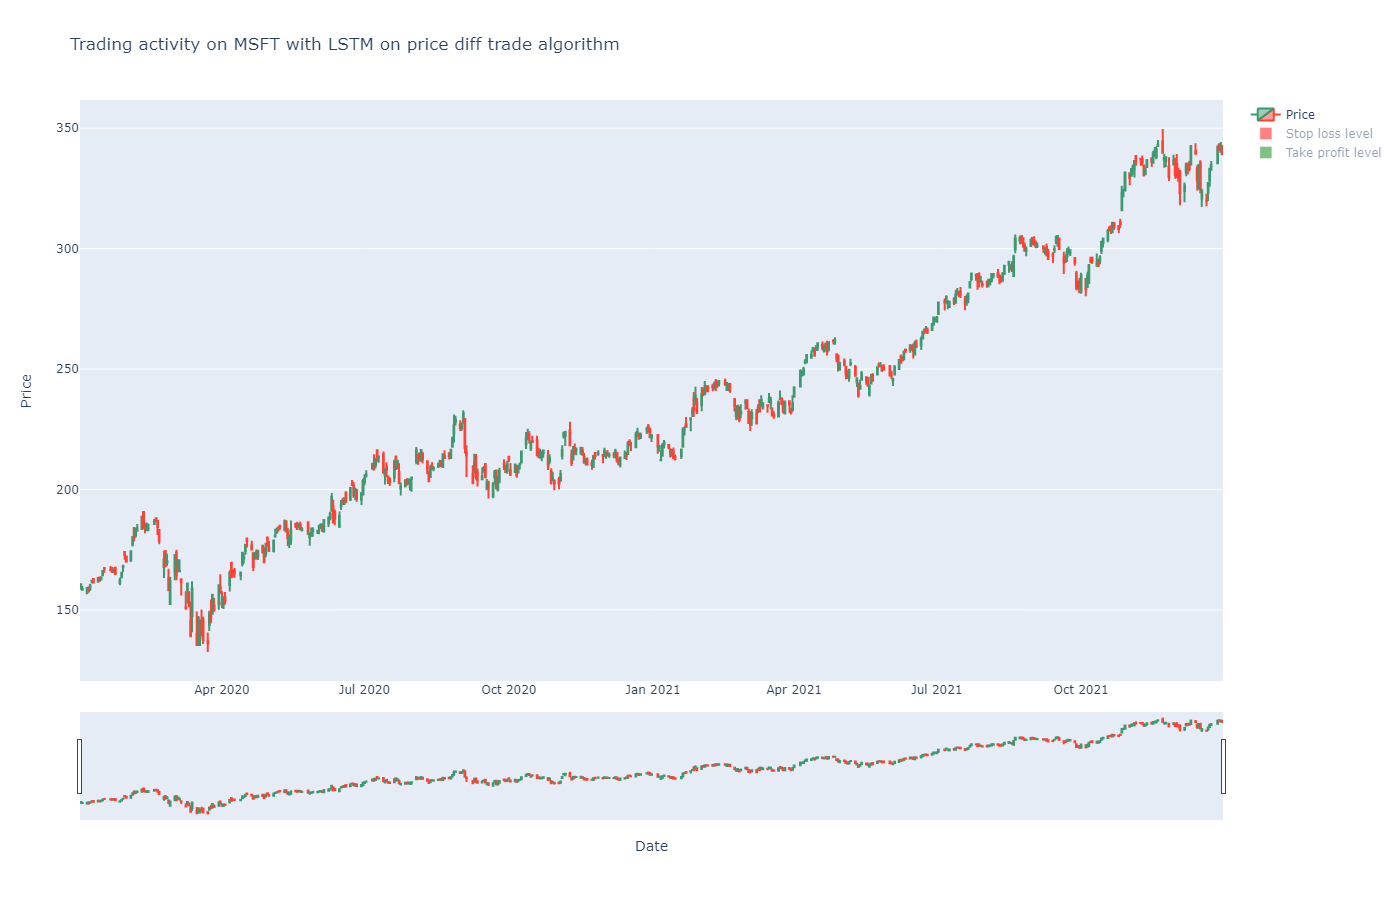 Trading activity on MSFT with LSTM on price diff trade algorithm
Price
Stop loss level
Take profit level
350
300
250
200
150
Price
Apr 2020
Jul 2020
Oct 2020
Jan 2021
Apr 2021
Jul 2021
Oct 2021
Date